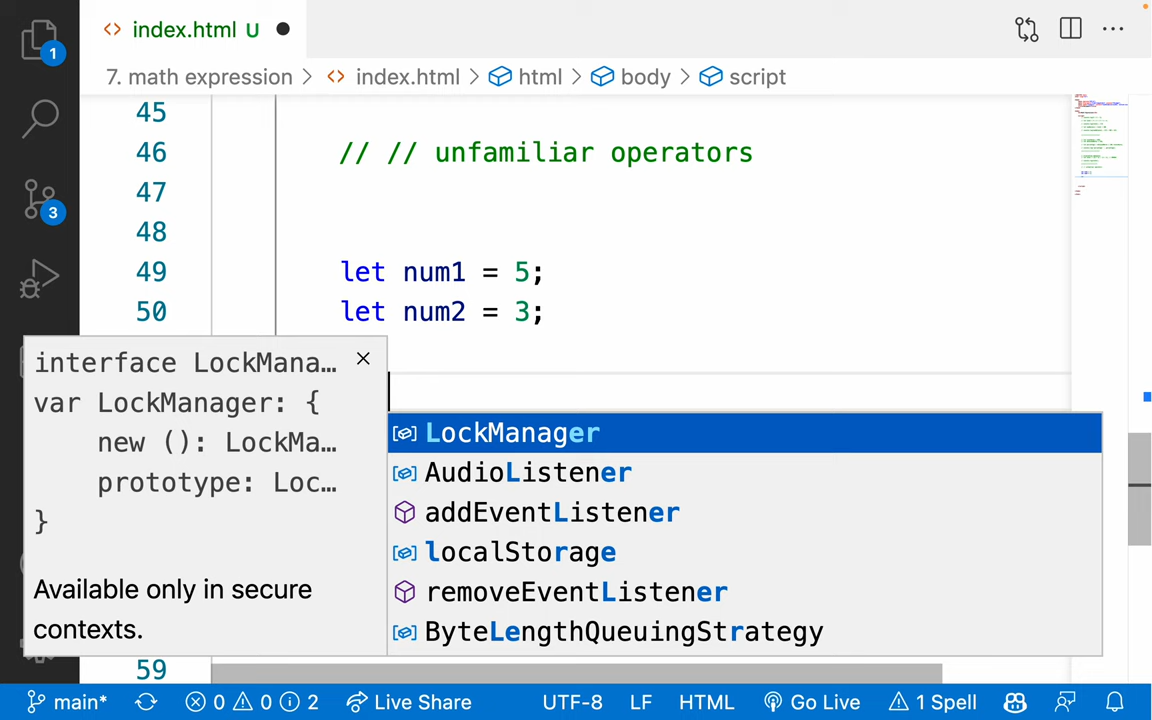 1
index.html U
7. math expression > index.html > html > body > script
45
46 // // unfamiliar operators
47
48
49 let num1 = 5;
50 let num2 = 3;
interface LockMana…
var LockManager: {
new (): LockMa…
prototype: Loc…
}
Available only in secure
contexts.
LockManager
AudioListener
addEventListener
localStorage
removeEventListener
ByteLengthQueuingStrategy
3
59
main* 0 0 2 Live Share UTF-8 LF HTML Go Live 1 Spell